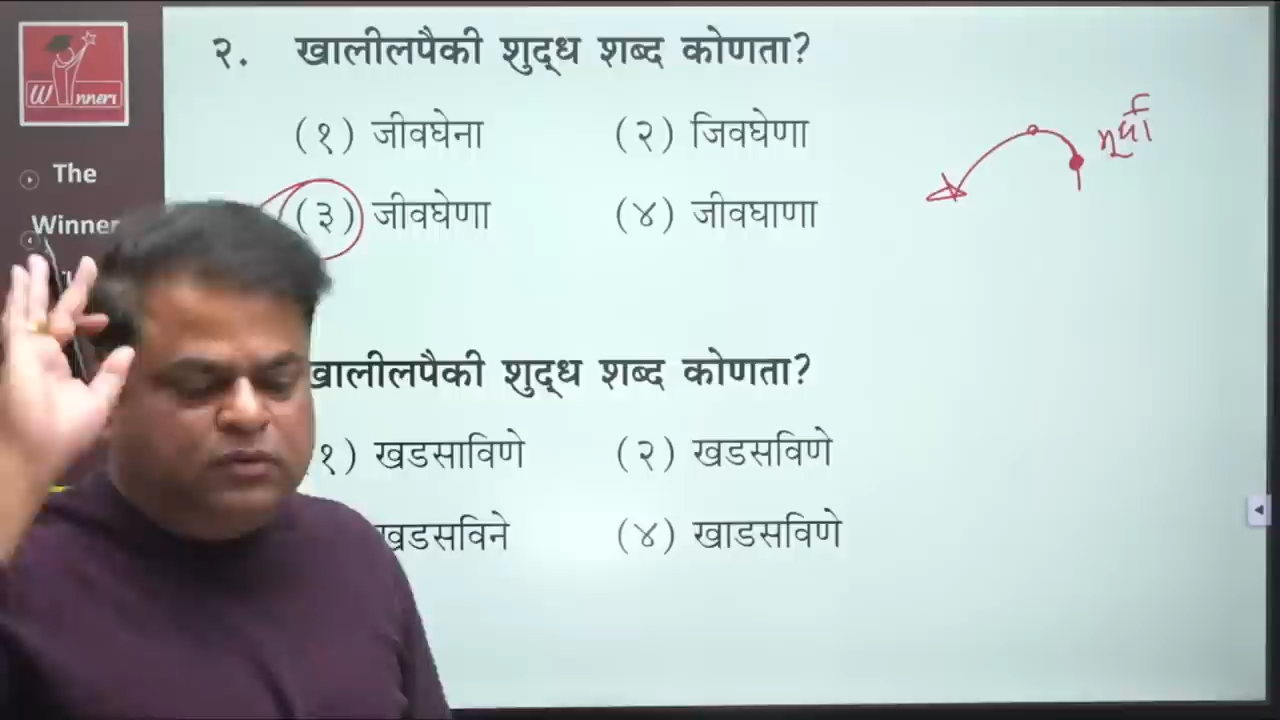 Winners
The
Winner
२. खालीलपैकी शुद्ध शब्द कोणता?
(१) जीवघेना (२) जिवघेणा
(३) जीवघेणा (४) जीवघाणा
खालीलपैकी शुद्ध शब्द कोणता?
१) खडसाविणे (२) खडसविणे
खडसविने (४) खाडसविणे